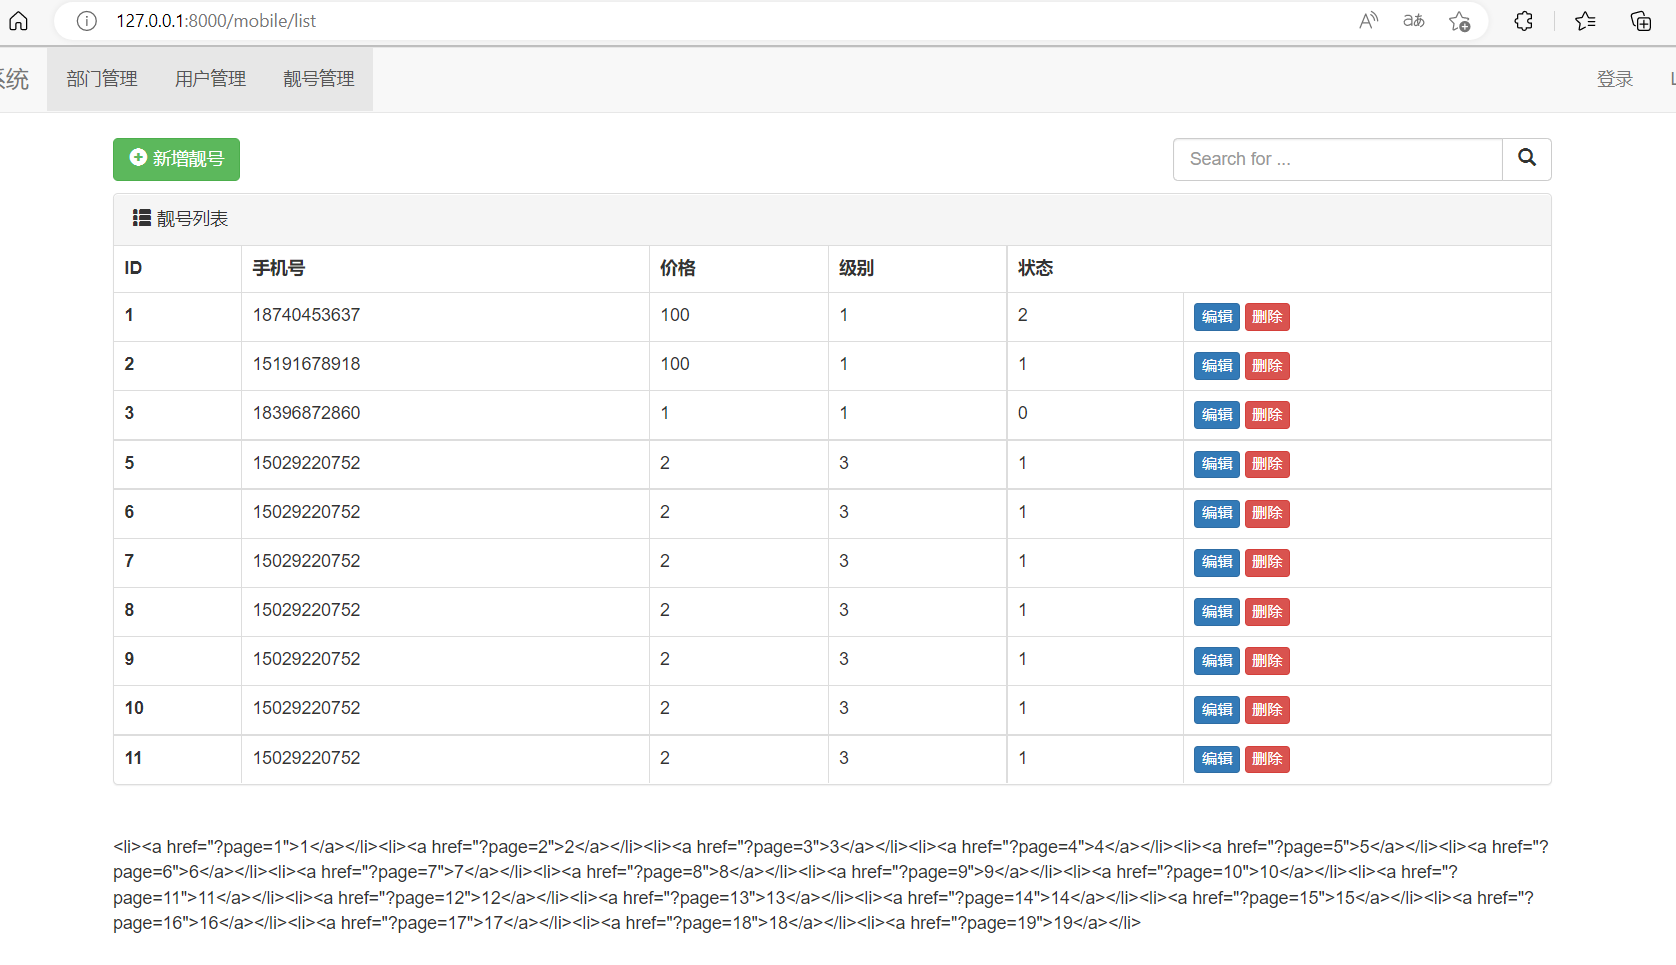 127.0.0.1:8000/mobile/list
系统 部门管理 用户管理 靓号管理 登录
新增靓号 Search for ...
靓号列表
ID 手机号 价格 级别 状态
1 18740453637 100 1 2 编辑 删除
2 15191678918 100 1 1 编辑 删除
3 18396872860 1 1 0 编辑 删除
5 15029220752 2 3 1 编辑 删除
6 15029220752 2 3 1 编辑 删除
7 15029220752 2 3 1 编辑 删除
8 15029220752 2 3 1 编辑 删除
9 15029220752 2 3 1 编辑 删除
10 15029220752 2 3 1 编辑 删除
11 15029220752 2 3 1 编辑 删除
<li><a href="?page=1">1</a></li><li><a href="?page=2">2</a></li><li><a href="?page=3">3</a></li><li><a href="?page=4">4</a></li><li><a href="?page=5">5</a></li><li><a href="?
page=6">6</a></li><li><a href="?page=7">7</a></li><li><a href="?page=8">8</a></li><li><a href="?page=9">9</a></li><li><a href="?page=10">10</a></li><li><a href="?
page=11">11</a></li><li><a href="?page=12">12</a></li><li><a href="?page=13">13</a></li><li><a href="?page=14">14</a></li><li><a href="?page=15">15</a></li><li><a href="?
page=16">16</a></li><li><a href="?page=17">17</a></li><li><a href="?page=18">18</a></li><li><a href="?page=19">19</a></li>